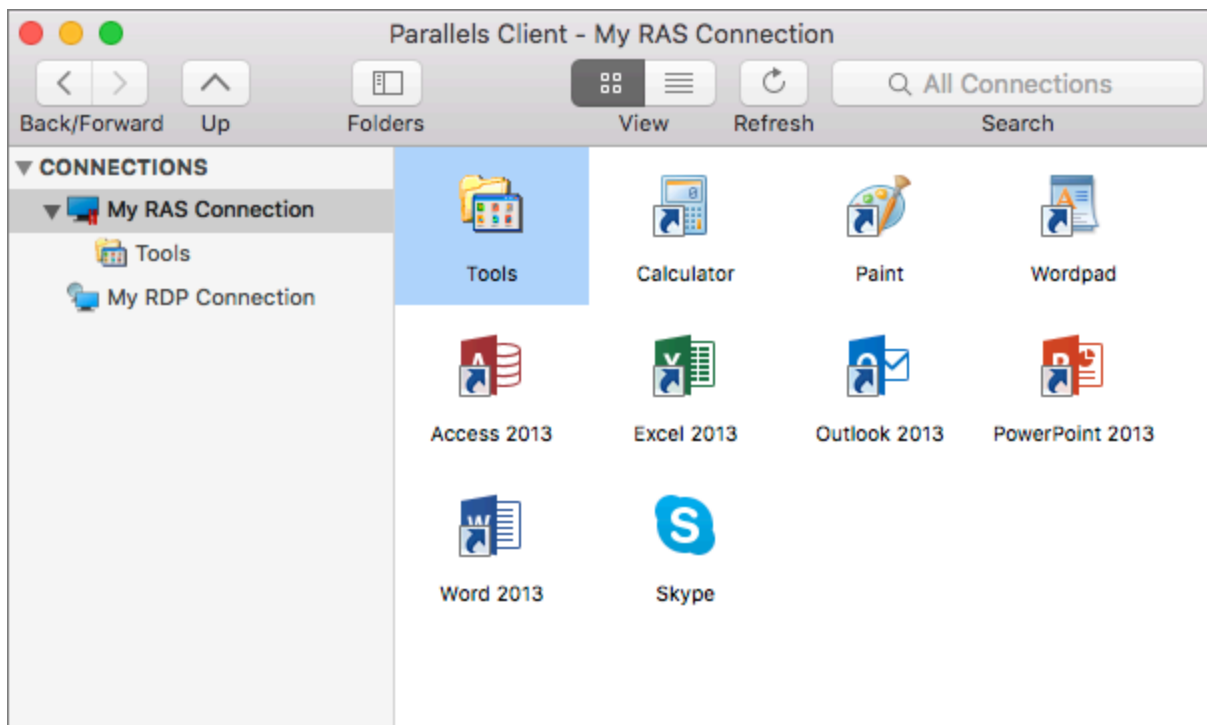 Parallels Client - My RAS Connection
All Connections
Back/Forward Up Folders View Refresh Search
CONNECTIONS
My RAS Connection
Tools
My RDP Connection
Tools Calculator Paint Wordpad
Access 2013 Excel 2013 Outlook 2013 PowerPoint 2013
Word 2013 Skype